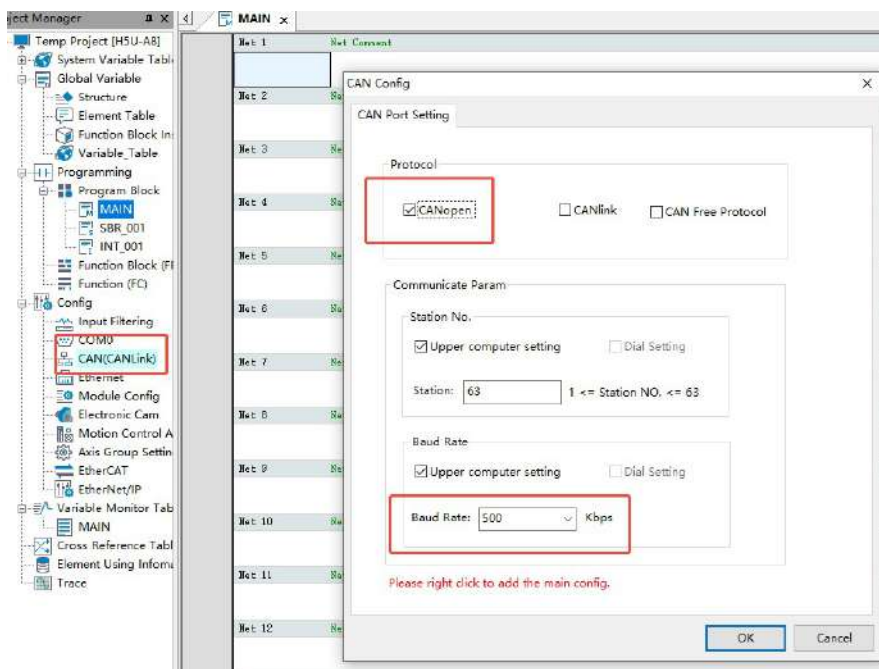 ject Manager
MAIN
Temp Project [H5U-A8]
System Variable Tabl
Global Variable
Structure
Element Table
Function Block In
Variable_Table
Programming
Program Block
MAIN
SBR_001
INT_001
Function Block (F
Function (FC)
Config
Input Filtering
COM0
CAN(CANLink)
Ethernet
Module Config
Electronic Cam
Motion Control A
Axis Group Settin
EtherCAT
EtherNet/IP
Variable Monitor Tab
MAIN
Cross Reference Tabl
Element Using Infoma
Trace
Net 1 Net Comment
Net 2
Net 3
Net 4
Net 5
Net 6
Net 7
Net 8
Net 9
Net 10
Net 11
Net 12
CAN Config
CAN Port Setting
Protocol
CANopen CANlink CAN Free Protocol
Communicate Param
Station No.
Upper computer setting Dial Setting
Station: 63 1 <= Station NO. <= 63
Baud Rate
Upper computer setting Dial Setting
Baud Rate: 500 Kbps
Please right click to add the main config.
OK Cancel